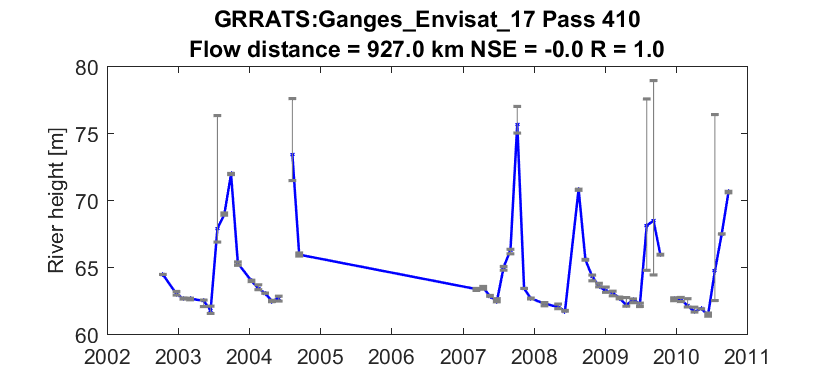 GRRATS:Ganges_Envisat_17 Pass 410
Flow distance = 927.0 km NSE = -0.0 R = 1.0
River height [m]
80
75
70
65
60
2002 2003 2004 2005 2006 2007 2008 2009 2010 2011